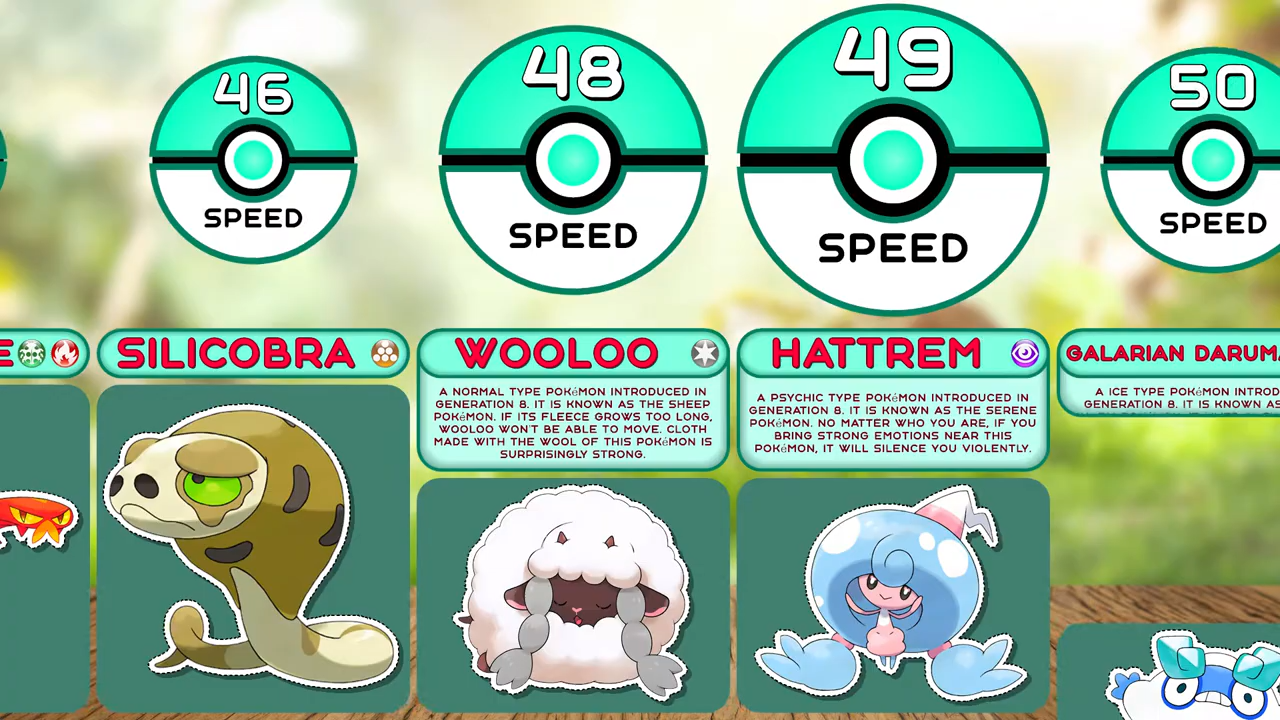 46
SPEED
48
SPEED
49
SPEED
50
SPEED
E
SILICOBRA
WOOLOO
A NORMAL TYPE POKéMON INTRODUCED IN
GENERATION 8. IT IS KNOWN AS THE SHEEP
POKéMON. IF ITS FLEECE GROWS TOO LONG,
WOOLOO WON'T BE ABLE TO MOVE. CLOTH
MADE WITH THE WOOL OF THIS POKéMON IS
SURPRISINGLY STRONG.
HATTREM
A PSYCHIC TYPE POKéMON INTRODUCED IN
GENERATION 8. IT IS KNOWN AS THE SERENE
POKéMON. NO MATTER WHO YOU ARE, IF YOU
BRING STRONG EMOTIONS NEAR THIS
POKéMON, IT WILL SILENCE YOU VIOLENTLY.
GALARIAN DARUMA
A ICE TYPE POKéMON INTROD
GENERATION 8. IT IS KNOWN AS